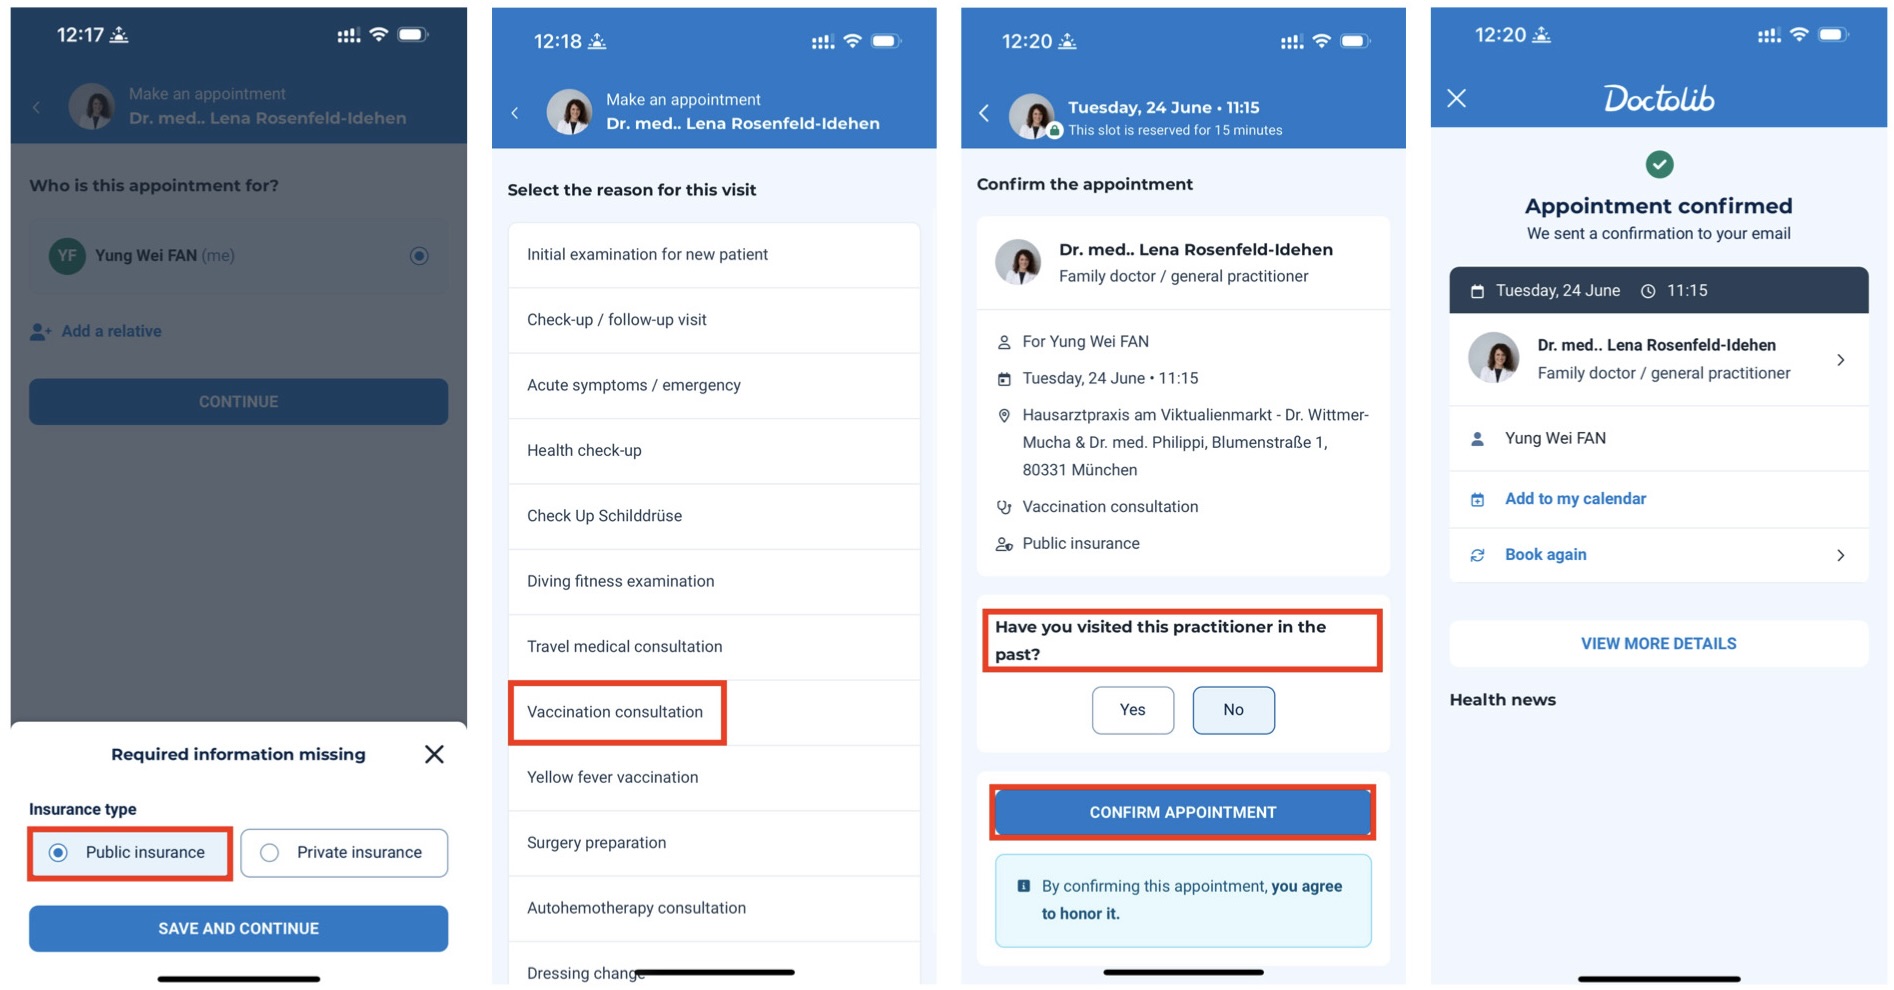 12:17
Make an appointment
Dr. med.. Lena Rosenfeld-Idehen
Who is this appointment for?
YF Yung Wei FAN (me)
Add a relative
CONTINUE
Required information missing
Insurance type
Public insurance
Private insurance
SAVE AND CONTINUE
12:18
Make an appointment
Dr. med.. Lena Rosenfeld-Idehen
Select the reason for this visit
Initial examination for new patient
Check-up / follow-up visit
Acute symptoms / emergency
Health check-up
Check Up Schilddrüse
Diving fitness examination
Travel medical consultation
Vaccination consultation
Yellow fever vaccination
Surgery preparation
Autohemotherapy consultation
Dressing change
12:20
Tuesday, 24 June • 11:15
This slot is reserved for 15 minutes
Confirm the appointment
Dr. med.. Lena Rosenfeld-Idehen
Family doctor / general practitioner
For Yung Wei FAN
Tuesday, 24 June • 11:15
Hausarztpraxis am Viktualienmarkt - Dr. Wittmer-
Mucha & Dr. med. Philippi, Blumenstraße 1,
80331 München
Vaccination consultation
Public insurance
Have you visited this practitioner in the
past?
Yes
No
CONFIRM APPOINTMENT
By confirming this appointment, you agree
to honor it.
12:20
Doctolib
Appointment confirmed
We sent a confirmation to your email
Tuesday, 24 June 11:15
Dr. med.. Lena Rosenfeld-Idehen
Family doctor / general practitioner
Yung Wei FAN
Add to my calendar
Book again
VIEW MORE DETAILS
Health news